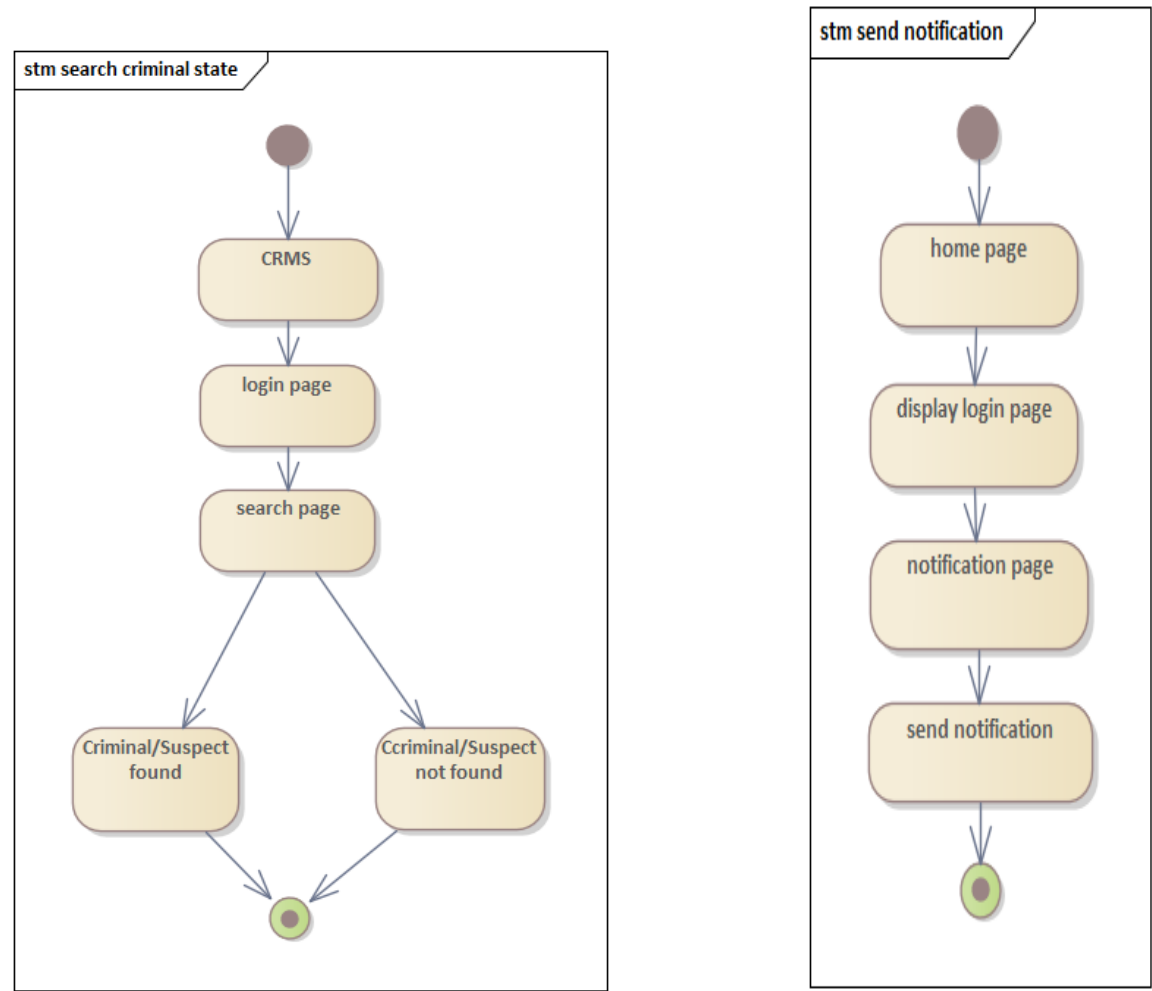 stm search criminal state
CRMS
login page
search page
Criminal/Suspect
found
Ccriminal/Suspect
not found
stm send notification
home page
display login page
notification page
send notification